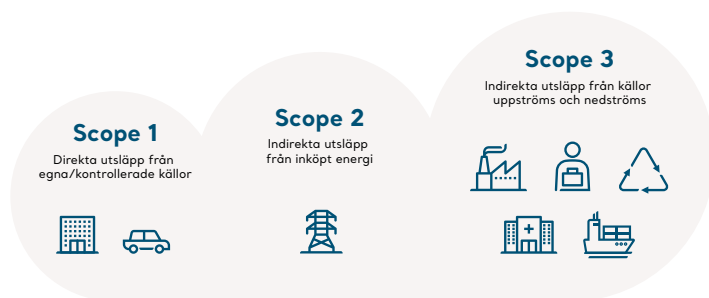 Scope 1
Direkta utsläpp från
egna/kontrollerade källor
Scope 2
Indirekta utsläpp
från inköpt energi
Scope 3
Indirekta utsläpp från källor
uppströms och nedströms